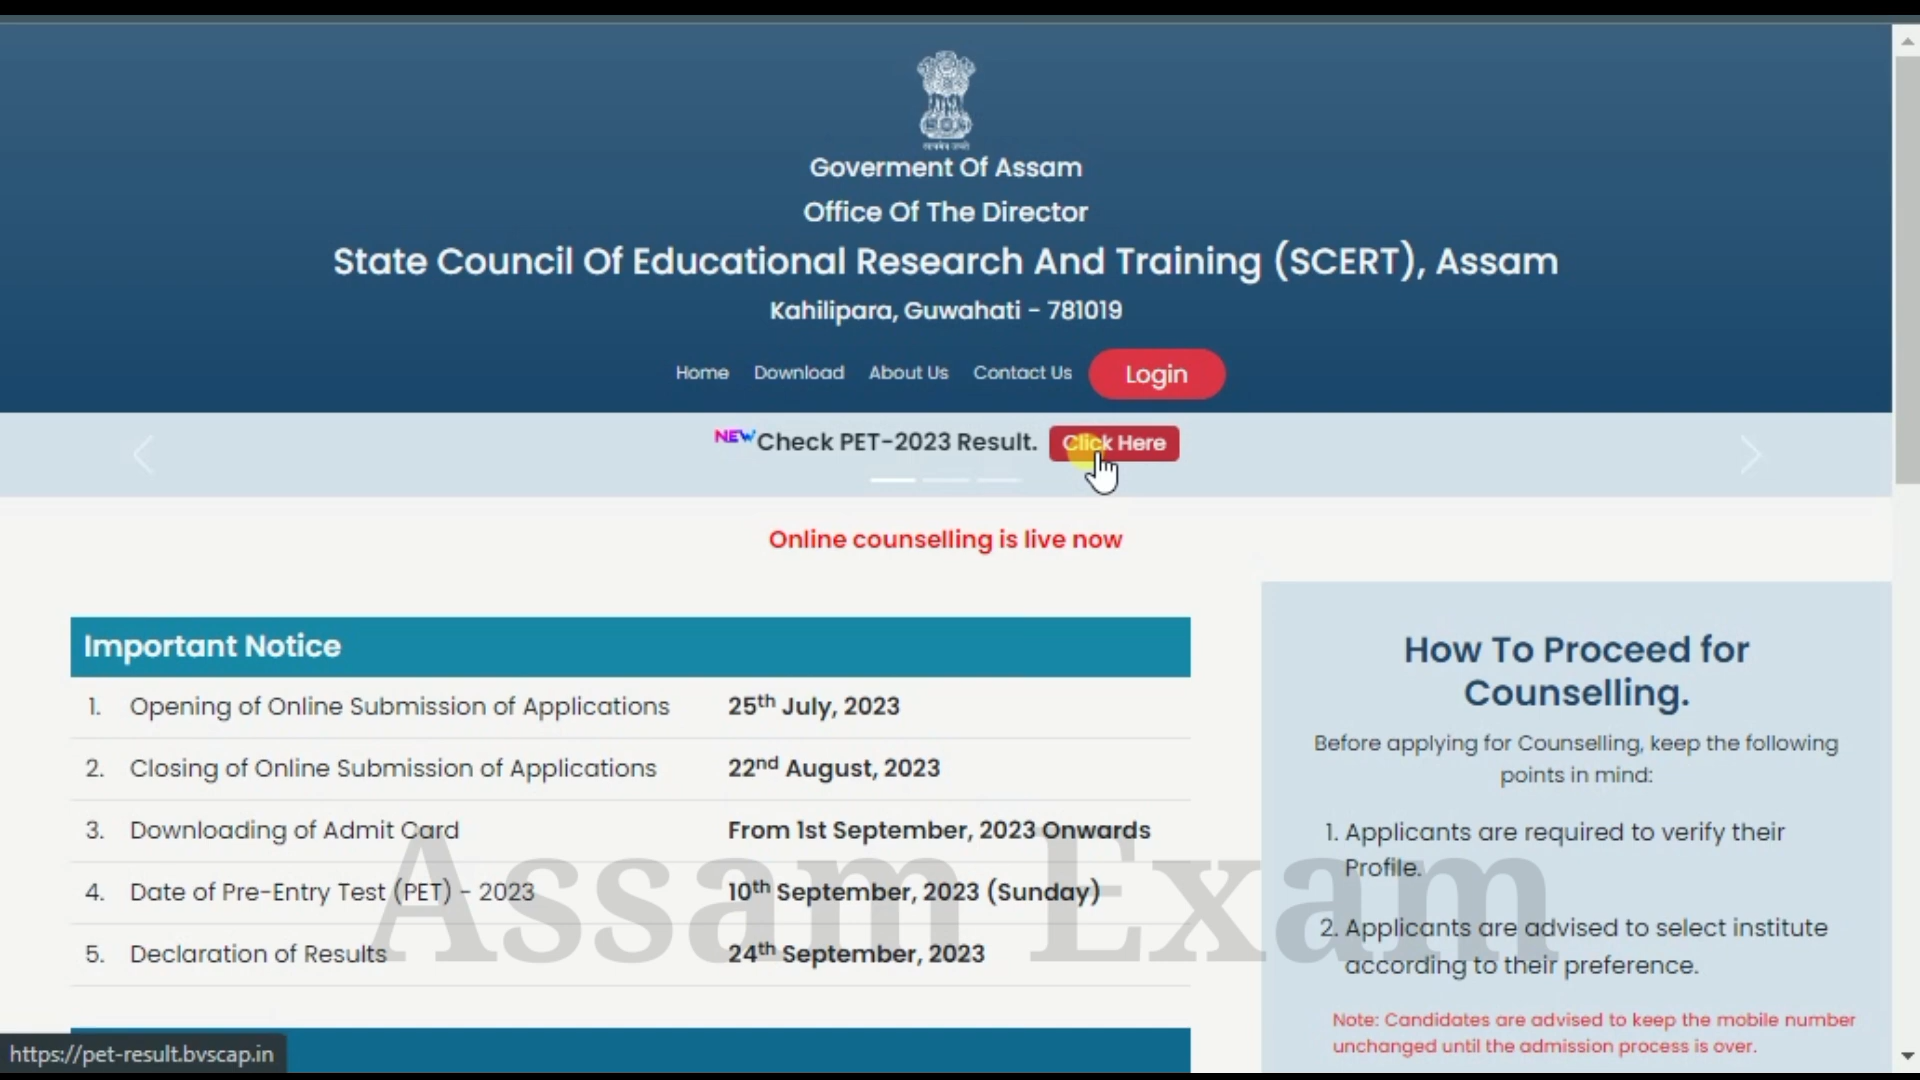 Goverment Of Assam
Office Of The Director
State Council Of Educational Research And Training (SCERT), Assam
Kahilipara, Guwahati - 781019
Home Download About Us Contact Us Login
NEW Check PET-2023 Result. Click Here
Online counselling is live now
Important Notice
1. Opening of Online Submission of Applications 25th July, 2023
2. Closing of Online Submission of Applications 22nd August, 2023
3. Downloading of Admit Card From 1st September, 2023 Onwards
4. Date of Pre-Entry Test (PET) - 2023 10th September, 2023 (Sunday)
5. Declaration of Results 24th September, 2023
How To Proceed for
Counselling.
Before applying for Counselling, keep the following
points in mind:
1. Applicants are required to verify their
Profile.
2. Applicants are advised to select institute
according to their preference.
Note: Candidates are advised to keep the mobile number
unchanged until the admission process is over.
Assam Exam
https://pet-result.bvscap.in